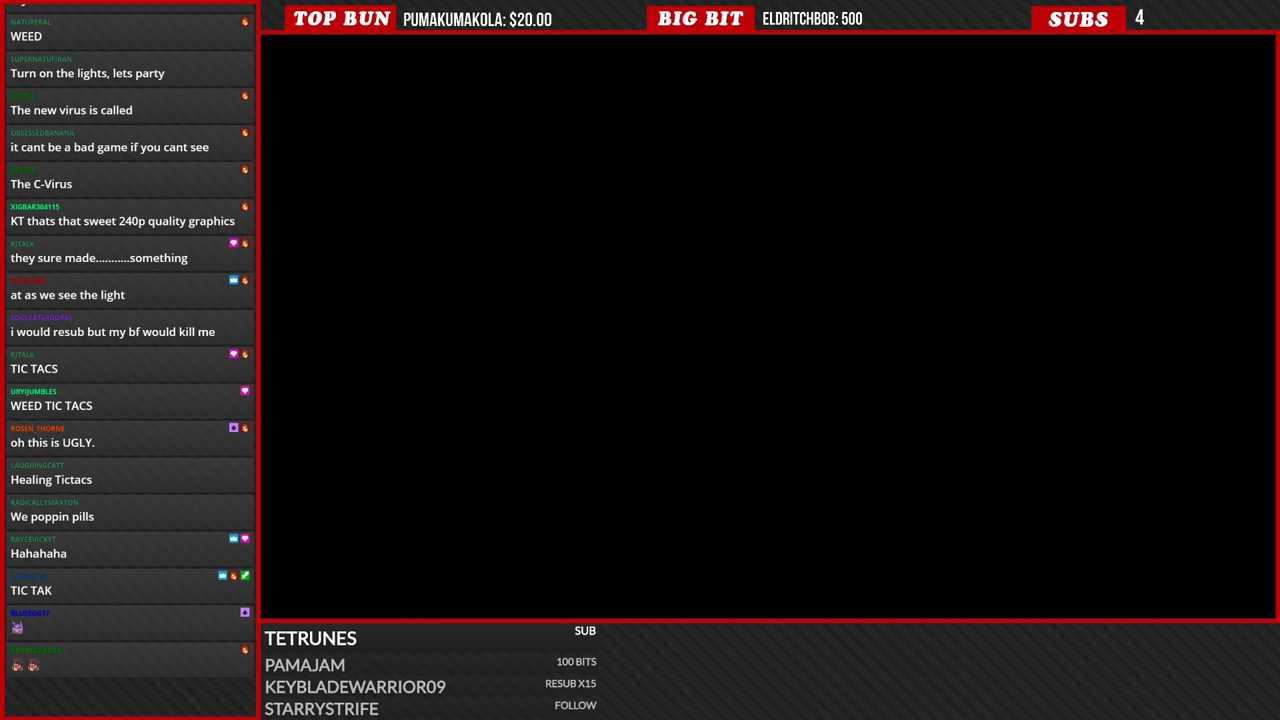 TOP BUN
PUMAKUMAKOLA: $20.00
BIG BIT
ELDRITCHBOB: 500
SUBS
4
NATURERAL
WEED
SUPERNATUFIRAN
Turn on the lights, lets party
The new virus is called
OBSESSEDBANANA
it cant be a bad game if you cant see
The C-Virus
XIGBAR304115
KT thats that sweet 240p quality graphics
RJTALK
they sure made...........something
at as we see the light
SOULEATERGORAL
i would resub but my bf would kill me
RJTALK
TIC TACS
URYIJUMBLES
WEED TIC TACS
ROSEN_THORNE
oh this is UGLY.
LAUGHINGCATT
Healing Tictacs
RADICALLYMAXTON
We poppin pills
RAYCEVICKYT
Hahahaha
TIC TAK
TETRUNES
SUB
PAMAJAM
100 BITS
KEYBLADEWARRIOR09
RESUB X15
STARRYSTRIFE
FOLLOW